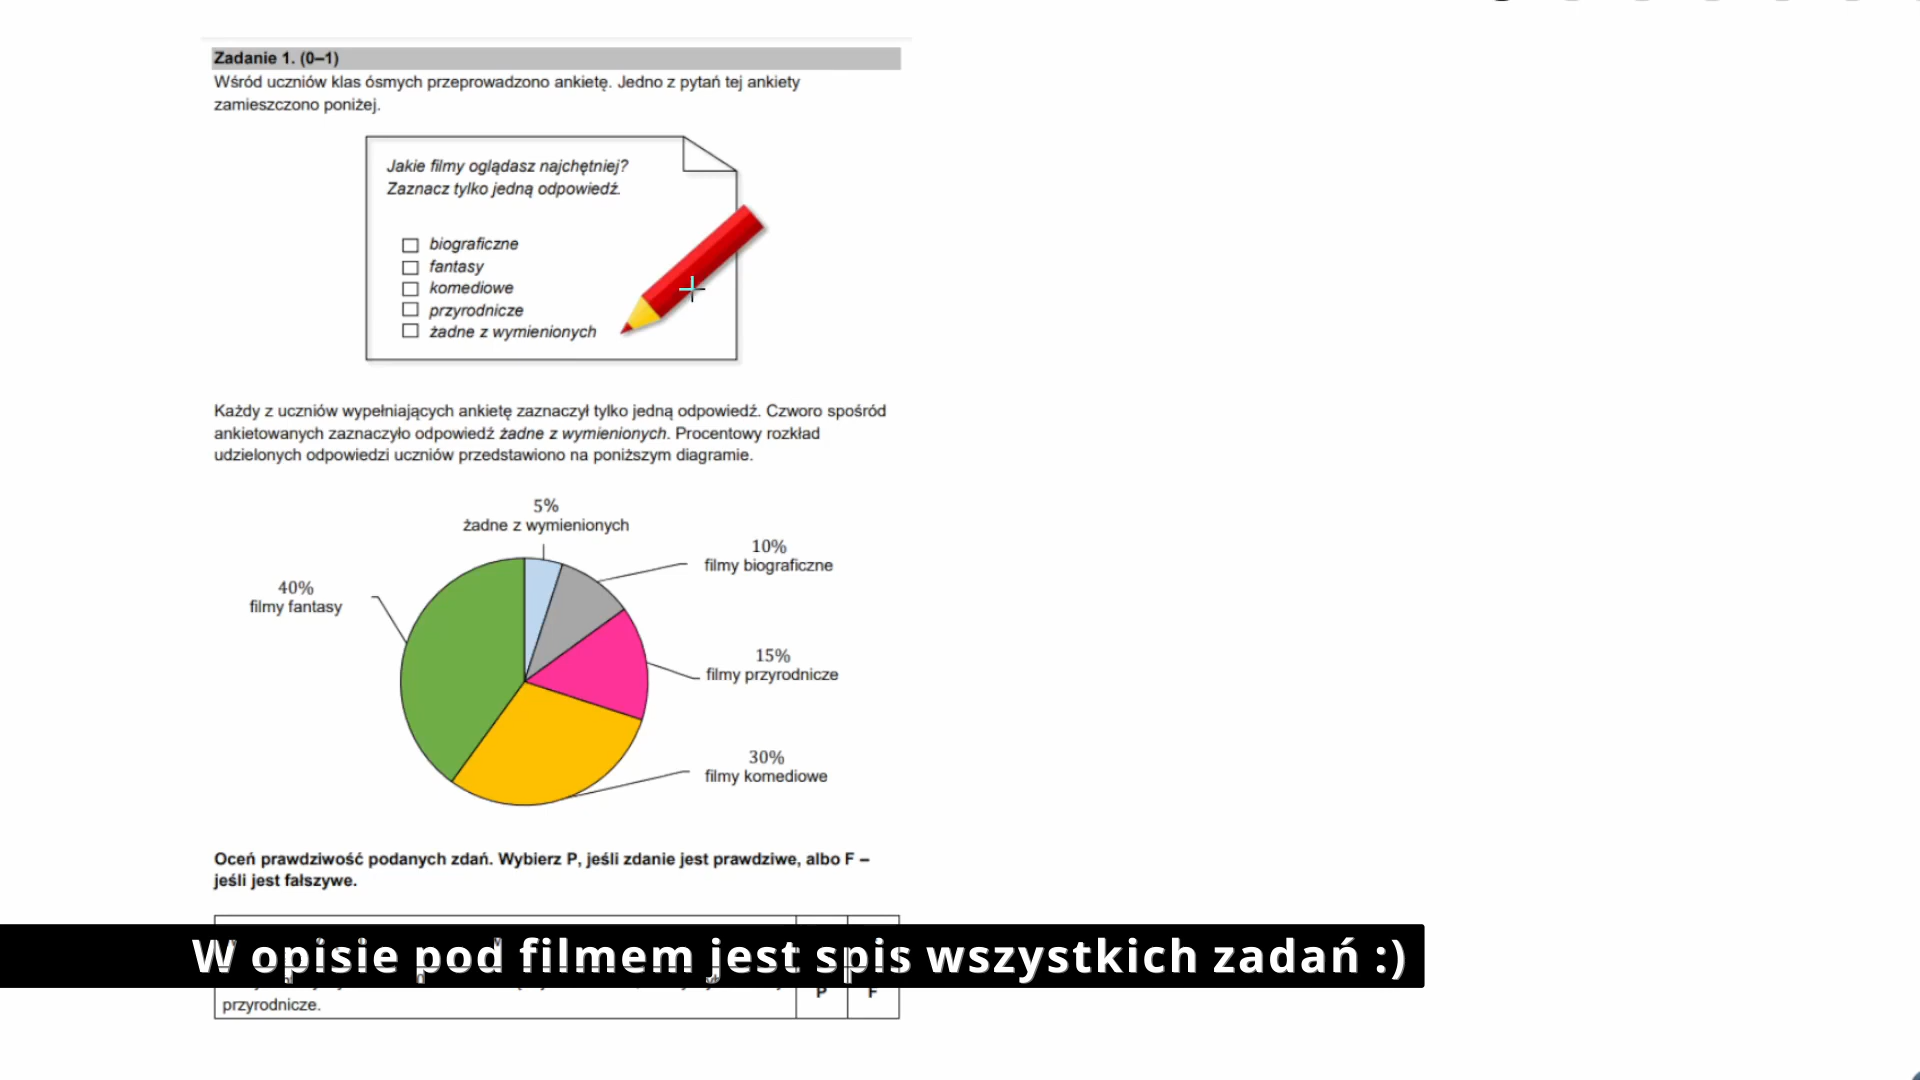 Zadanie 1. (0–1)
Wśród uczniów klas ósmych przeprowadzono ankietę. Jedno z pytań tej ankiety
zamieszczono poniżej.
Jakie filmy oglądasz najchętniej?
Zaznacz tylko jedną odpowiedź.
biograficzne
fantasy
komediowe
przyrodnicze
żadne z wymienionych
Każdy z uczniów wypełniających ankietę zaznaczył tylko jedną odpowiedź. Czworo spośród
ankietowanych zaznaczyło odpowiedź żadne z wymienionych. Procentowy rozkład
udzielonych odpowiedzi uczniów przedstawiono na poniższym diagramie.
5%
żadne z wymienionych
10%
filmy biograficzne
40%
filmy fantasy
15%
filmy przyrodnicze
30%
filmy komediowe
Oceń prawdziwość podanych zdań. Wybierz P, jeśli zdanie jest prawdziwe, albo F –
jeśli jest fałszywe.
W opisie pod filmem jest spis wszystkich zadań :)
P F
przyrodnicze.